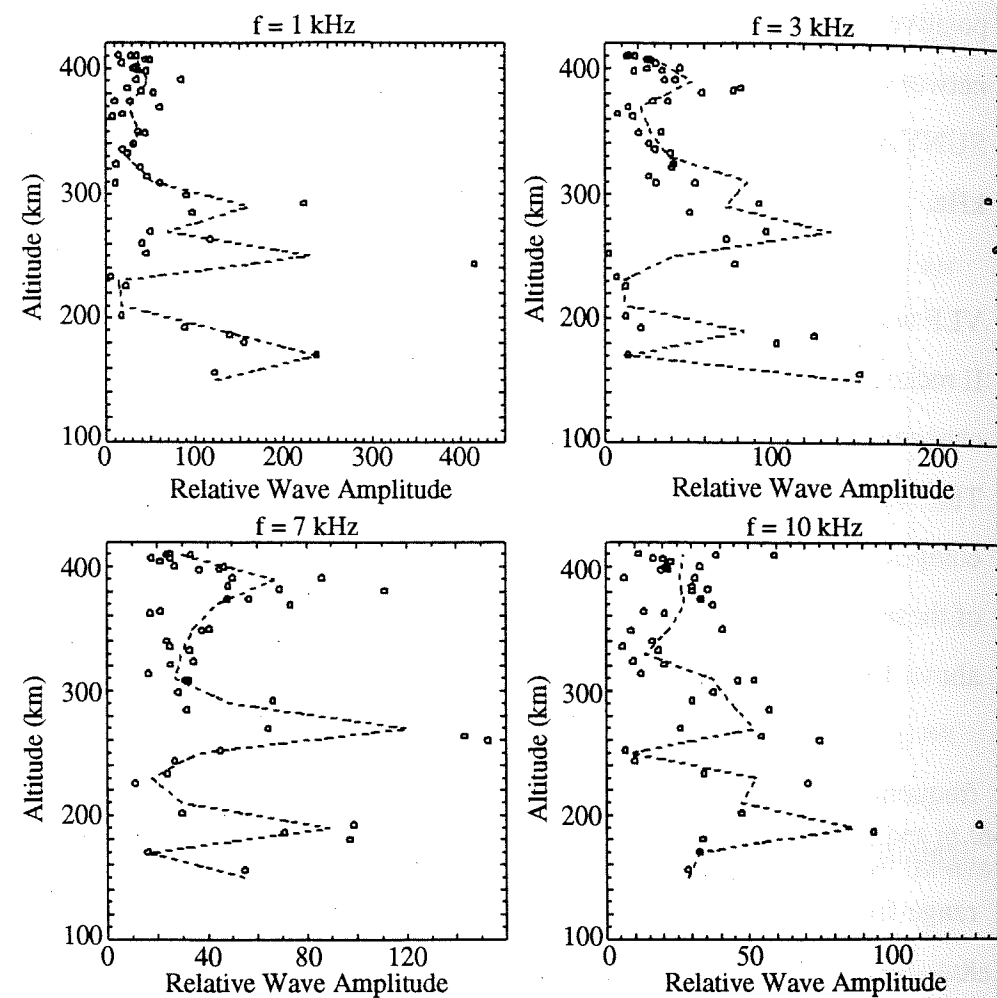 f = 1 kHz
400
300
200
100
Altitude (km)
0 100 200 300 400
Relative Wave Amplitude
f = 3 kHz
400
300
200
100
Altitude (km)
0 100 200
Relative Wave Amplitude
f = 7 kHz
400
300
200
100
Altitude (km)
0 40 80 120
Relative Wave Amplitude
f = 10 kHz
400
300
200
100
Altitude (km)
0 50 100
Relative Wave Amplitude